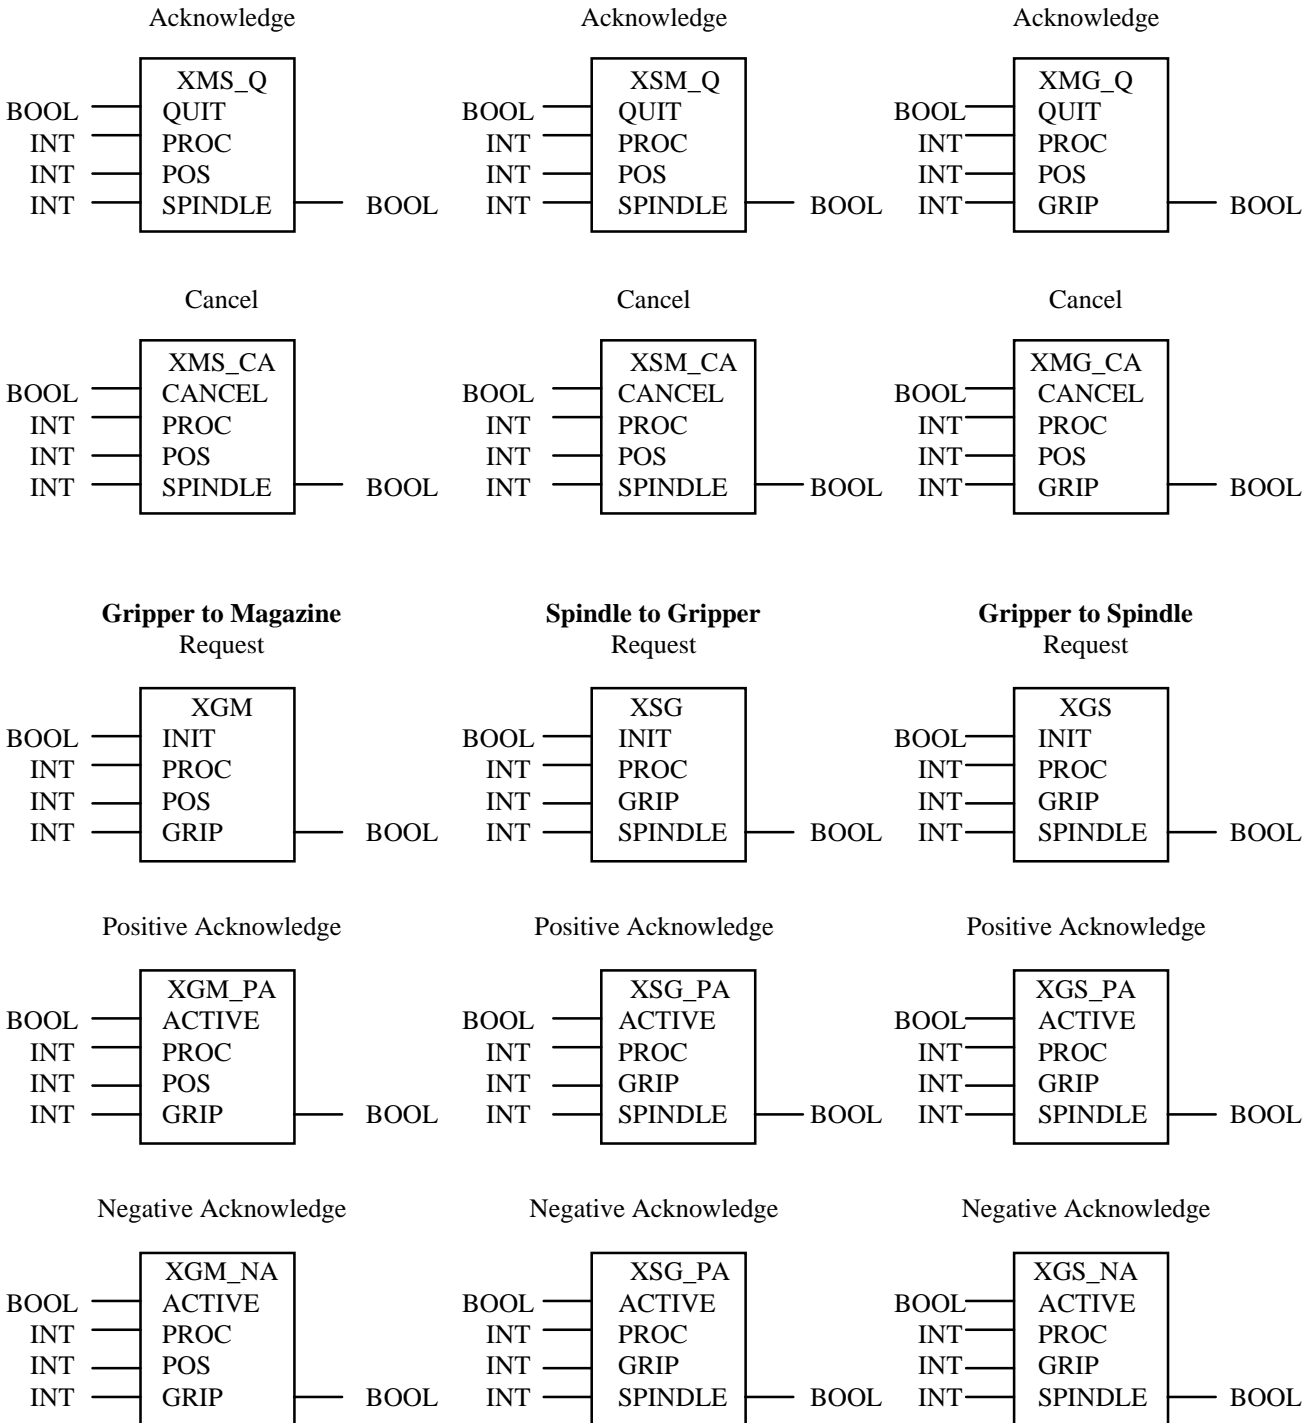 Acknowledge Acknowledge Acknowledge
XMS_Q XSM_Q XMG_Q
BOOL QUIT BOOL QUIT BOOL QUIT
INT PROC INT PROC INT PROC
INT POS INT POS INT POS
INT SPINDLE BOOL INT SPINDLE BOOL INT GRIP BOOL
Cancel Cancel Cancel
XMS_CA XSM_CA XMG_CA
BOOL CANCEL BOOL CANCEL BOOL CANCEL
INT PROC INT PROC INT PROC
INT POS INT POS INT POS
INT SPINDLE BOOL INT SPINDLE BOOL INT GRIP BOOL
Gripper to Magazine Spindle to Gripper Gripper to Spindle
Request Request Request
XGM XSG XGS
BOOL INIT BOOL INIT BOOL INIT
INT PROC INT PROC INT PROC
INT POS INT GRIP INT GRIP
INT GRIP BOOL INT SPINDLE BOOL INT SPINDLE BOOL
Positive Acknowledge Positive Acknowledge Positive Acknowledge
XGM_PA XSG_PA XGS_PA
BOOL ACTIVE BOOL ACTIVE BOOL ACTIVE
INT PROC INT PROC INT PROC
INT POS INT GRIP INT GRIP
INT GRIP BOOL INT SPINDLE BOOL INT SPINDLE BOOL
Negative Acknowledge Negative Acknowledge Negative Acknowledge
XGM_NA XSG_PA XGS_NA
BOOL ACTIVE BOOL ACTIVE BOOL ACTIVE
INT PROC INT PROC INT PROC
INT POS INT GRIP INT GRIP
INT GRIP BOOL INT SPINDLE BOOL INT SPINDLE BOOL